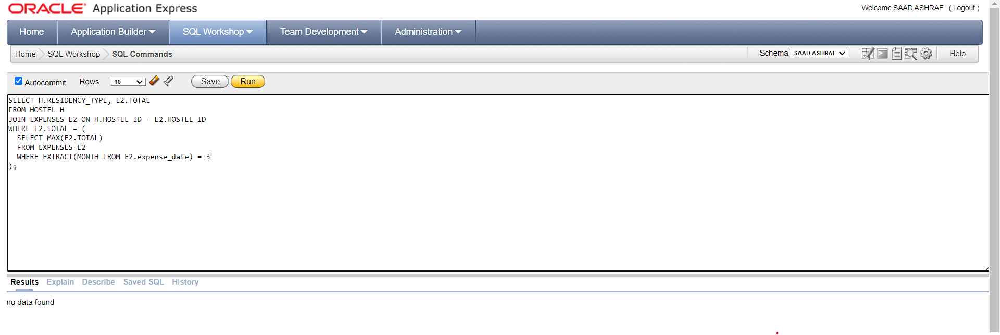 ORACLE® Application Express
Welcome SAAD ASHRAF ( Logout )
Home Application Builder SQL Workshop Team Development Administration
Home SQL Workshop SQL Commands Schema SAAD ASHRAF Help
Autocommit Rows 10 Save Run
SELECT H.RESIDENCY_TYPE, E2.TOTAL
FROM HOSTEL H
JOIN EXPENSES E2 ON H.HOSTEL_ID = E2.HOSTEL_ID
WHERE E2.TOTAL = (
  SELECT MAX(E2.TOTAL)
  FROM EXPENSES E2
  WHERE EXTRACT(MONTH FROM E2.expense_date) = 3
);
Results Explain Describe Saved SQL History
no data found